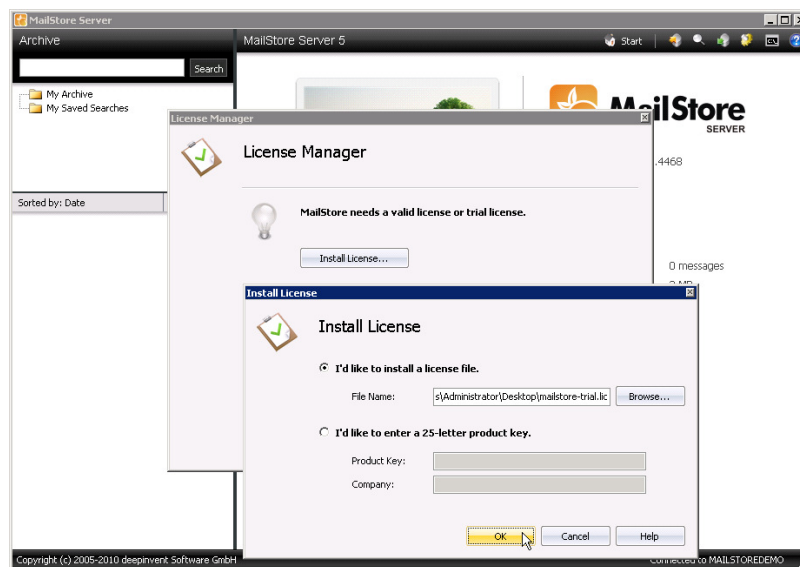 MailStore Server
Archive
MailStore Server 5
Start
Search
My Archive
My Saved Searches
MailStore
SERVER
.4468
Sorted by: Date
0 messages
License Manager
License Manager
MailStore needs a valid license or trial license.
Install License...
Install License
Install License
I'd like to install a license file.
File Name:
s\Administrator\Desktop\mailstore-trial.lic
Browse...
I'd like to enter a 25-letter product key.
Product Key:
Company:
OK
Cancel
Help
Copyright (c) 2005-2010 deepinvent Software GmbH
Connected to MAILSTOREDEMO